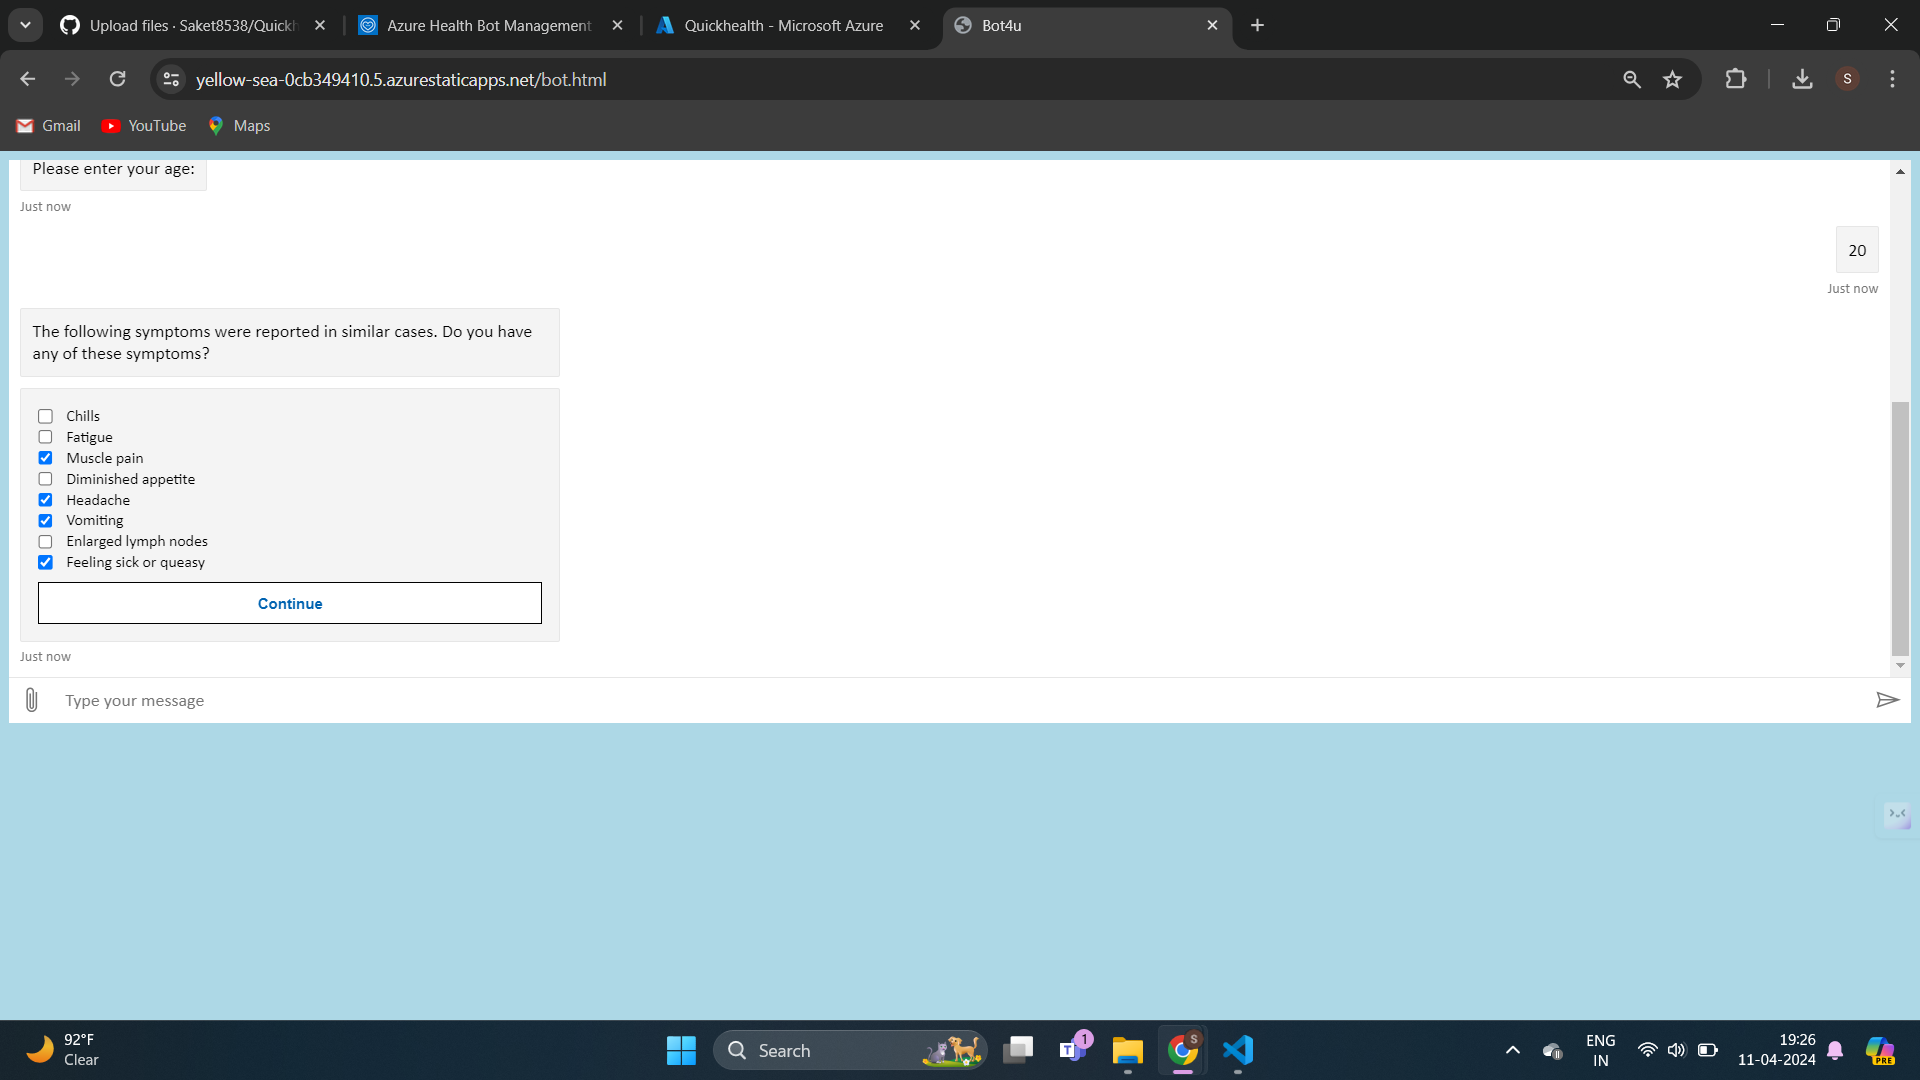 Upload files · Saket8538/Quickh
Azure Health Bot Management
Quickhealth - Microsoft Azure
Bot4u
yellow-sea-0cb349410.5.azurestaticapps.net/bot.html
S
Gmail
YouTube
Maps
Please enter your age:
Just now
20
Just now
The following symptoms were reported in similar cases. Do you have
any of these symptoms?
Chills
Fatigue
Muscle pain
Diminished appetite
Headache
Vomiting
Enlarged lymph nodes
Feeling sick or queasy
Continue
Just now
Type your message
92°F
Clear
Search
1
S
ENG
IN
19:26
11-04-2024
PRE